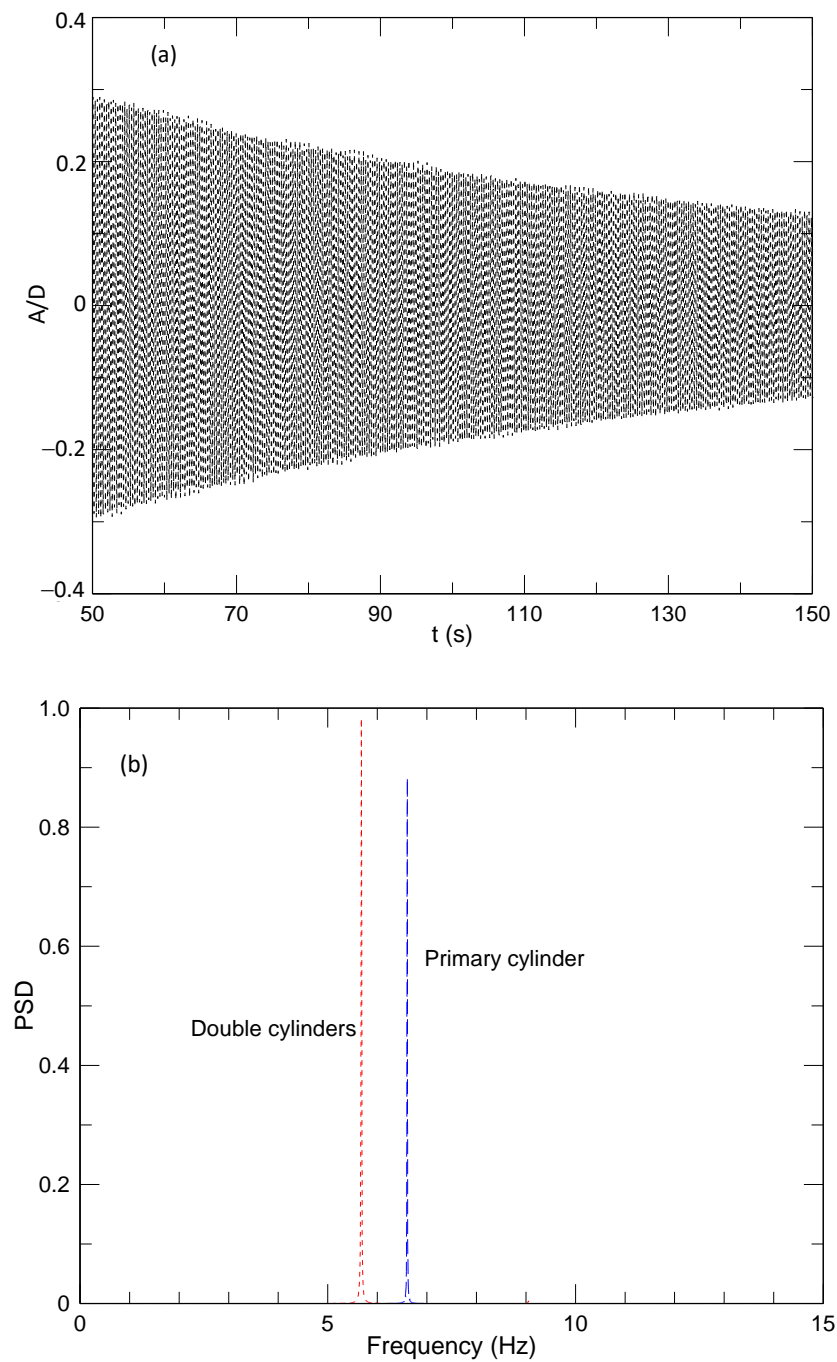 0.4
(a)
0.2
A/D
0
−0.2
−0.4
50 70 90 110 130 150
t (s)
1.0
(b)
0.8
0.6
Primary cylinder
PSD
Double cylinders
0.4
0.2
0
0 5 10 15
Frequency (Hz)